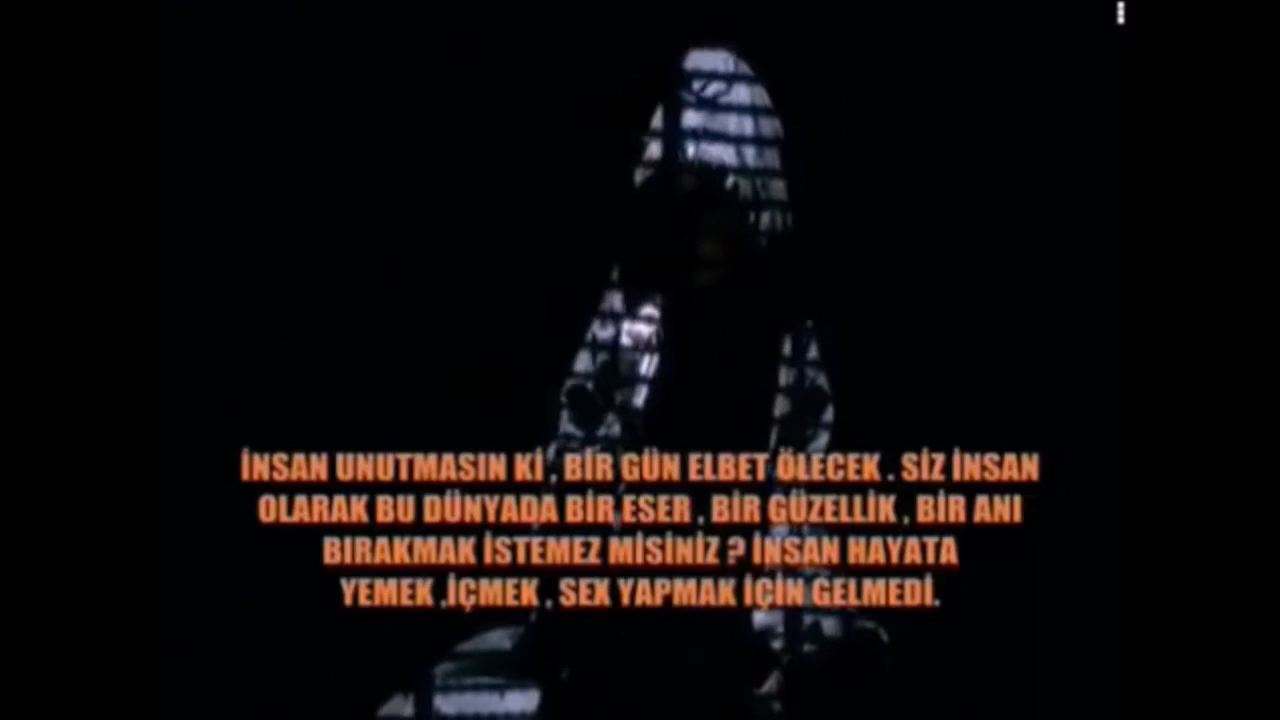 İNSAN UNUTMASIN Kİ , BİR GÜN ELBET ÖLECEK . SİZ İNSAN
OLARAK BU DÜNYADA BİR ESER , BİR GÜZELLİK , BİR ANI
BIRAKMAK İSTEMEZ MİSİNİZ ? İNSAN HAYATA
YEMEK ,İÇMEK , SEX YAPMAK İÇİN GELMEDİ.